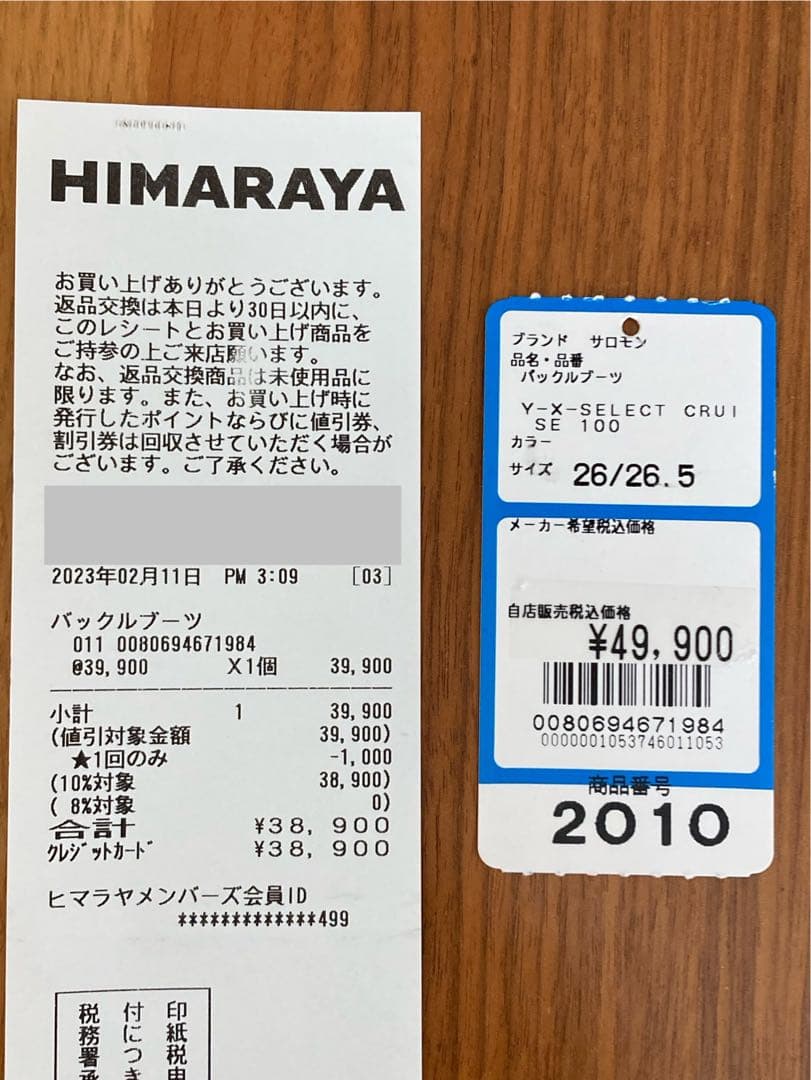 HIMARAYA
お買い上げありがとうございます。
返品交換は本日より30日以内に、
このレシートとお買い上げ商品を
ご持参の上ご来店願います。
なお、返品交換商品は未使用品に
限ります。また、お買い上げ時に
発行したポイントならびに値引券、
割引券は回収させていただく場合が
ございます。ご了承ください。
2023年02月11日 PM 3:09 [03]
バックルブーツ
011 0080694671984
@39,900 X1個 39,900
小計 1 39,900
(値引対象金額 39,900)
★1回のみ -1,000
(10%対象 38,900)
( 8%対象 0)
合計 ¥38,900
クレジットカード ¥38,900
ヒマラヤメンバーズ会員ID
*************499
印紙税申
付につき
税務署承
ブランド サロモン
品名・品番
バックルブーツ
Y-X-SELECT CRUI
SE 100
カラー
サイズ 26/26.5
メーカー希望税込価格
自店販売税込価格
¥49,900
0080694671984
0000001053746011053
商品番号
2010